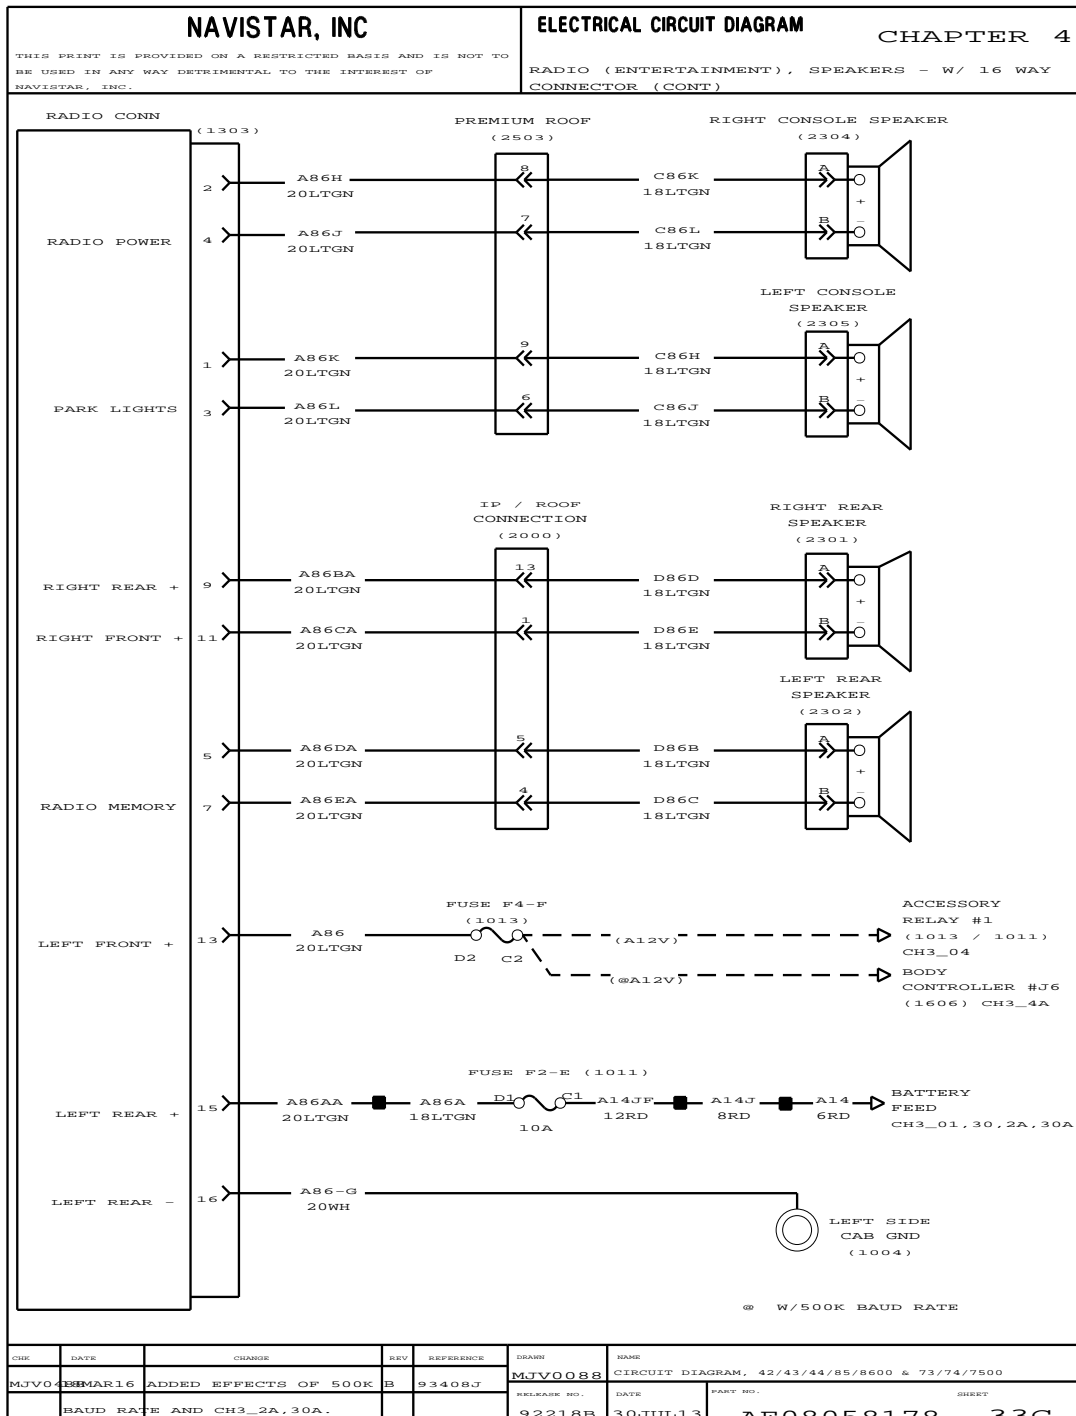 NAVISTAR, INC
THIS PRINT IS PROVIDED ON A RESTRICTED BASIS AND IS NOT TO
BE USED IN ANY WAY DETRIMENTAL TO THE INTEREST OF
NAVISTAR, INC.
ELECTRICAL CIRCUIT DIAGRAM
CHAPTER 4
RADIO (ENTERTAINMENT), SPEAKERS - W/ 16 WAY
CONNECTOR (CONT)
RADIO CONN
(1303)
PREMIUM ROOF
(2503)
RIGHT CONSOLE SPEAKER
(2304)
2
A86H
20LTGN
8
C86K
18LTGN
A
+
RADIO POWER
4
A86J
20LTGN
7
C86L
18LTGN
B
-
LEFT CONSOLE
SPEAKER
(2305)
1
A86K
20LTGN
9
C86H
18LTGN
A
+
PARK LIGHTS
3
A86L
20LTGN
6
C86J
18LTGN
B
-
IP / ROOF
CONNECTION
(2000)
RIGHT REAR
SPEAKER
(2301)
RIGHT REAR +
9
A86BA
20LTGN
13
D86D
18LTGN
A
+
RIGHT FRONT +
11
A86CA
20LTGN
1
D86E
18LTGN
B
-
LEFT REAR
SPEAKER
(2302)
5
A86DA
20LTGN
5
D86B
18LTGN
A
+
RADIO MEMORY
7
A86EA
20LTGN
4
D86C
18LTGN
B
-
FUSE F4-F
(1013)
LEFT FRONT +
13
A86
20LTGN
D2
C2
(A12V)
ACCESSORY
RELAY #1
(1013 / 1011)
CH3_04
(@A12V)
BODY
CONTROLLER #J6
(1606) CH3_4A
FUSE F2-E (1011)
LEFT REAR +
15
A86AA
20LTGN
A86A
18LTGN
D1
C1
10A
A14JF
12RD
A14J
8RD
A14
6RD
BATTERY
FEED
CH3_01,30,2A,30A
LEFT REAR -
16
A86-G
20WH
LEFT SIDE
CAB GND
(1004)
@ W/500K BAUD RATE
CHK
DATE
CHANGE
REV
REFERENCE
DRAWN
NAME
18MAR16
ADDED EFFECTS OF 500K
B
93408J
MJV0088
CIRCUIT DIAGRAM, 42/43/44/85/8600 & 73/74/7500
BAUD RATE AND CH3_2A,30A.
RELEASE NO.
DATE
PART NO.
SHEET
92218B
30JUL13
AE08058178
33C